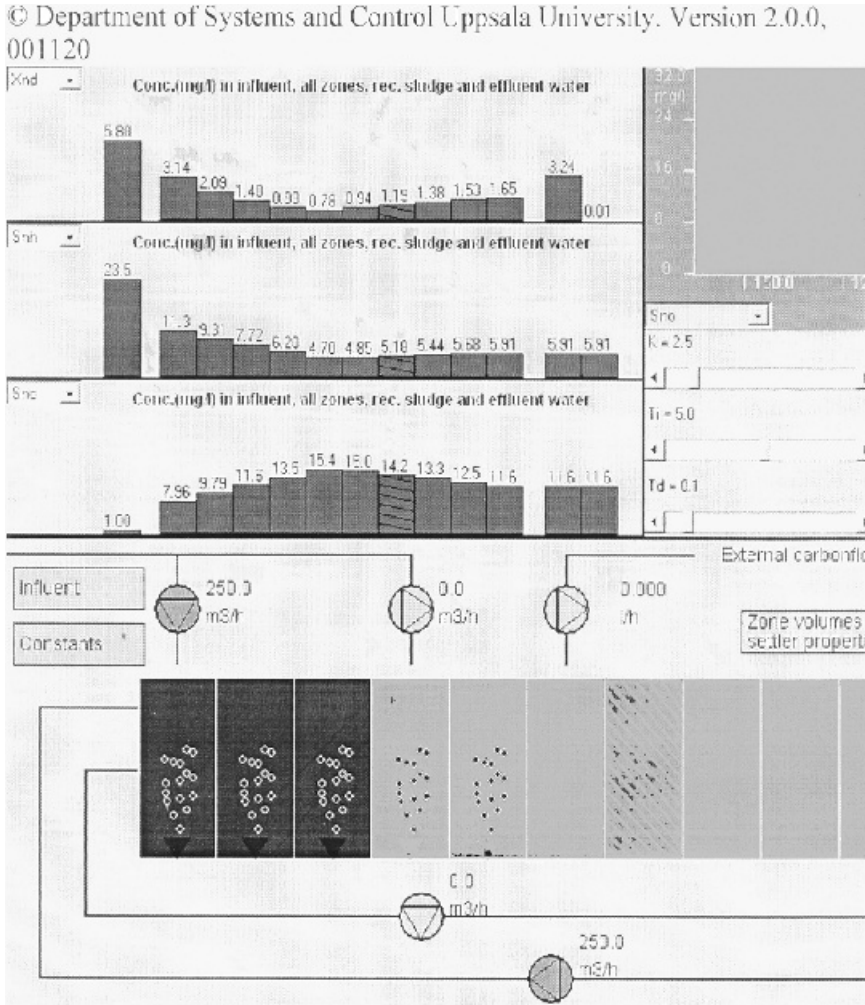 © Department of Systems and Control Uppsala University. Version 2.0.0,
001120
Xnd
Conc.(mg/l) in influent, all zones, rec. sludge and effluent water
5.80 3.14 2.09 1.40 0.93 0.78 0.94 1.19 1.38 1.53 1.65 3.24 0.01
Snh
Conc.(mg/l) in influent, all zones, rec. sludge and effluent water
23.5 11.3 9.31 7.72 6.20 4.70 4.85 5.18 5.44 5.68 5.91 5.91 5.91
Sno
Conc.(mg/l) in influent, all zones, rec. sludge and effluent water
1.00 7.96 9.79 11.5 13.5 15.4 15.0 14.2 13.3 12.5 11.6 11.6 11.6
32.0
mg/l
24
16
0
Sno
K = 2.5
Ti = 5.0
Td = 0.1
External carbonflo
Influent
Constants
250.0
m3/h
0.0
m3/h
0.000
l/h
Zone volumes
settler properti
0.0
m3/h
250.0
m3/h